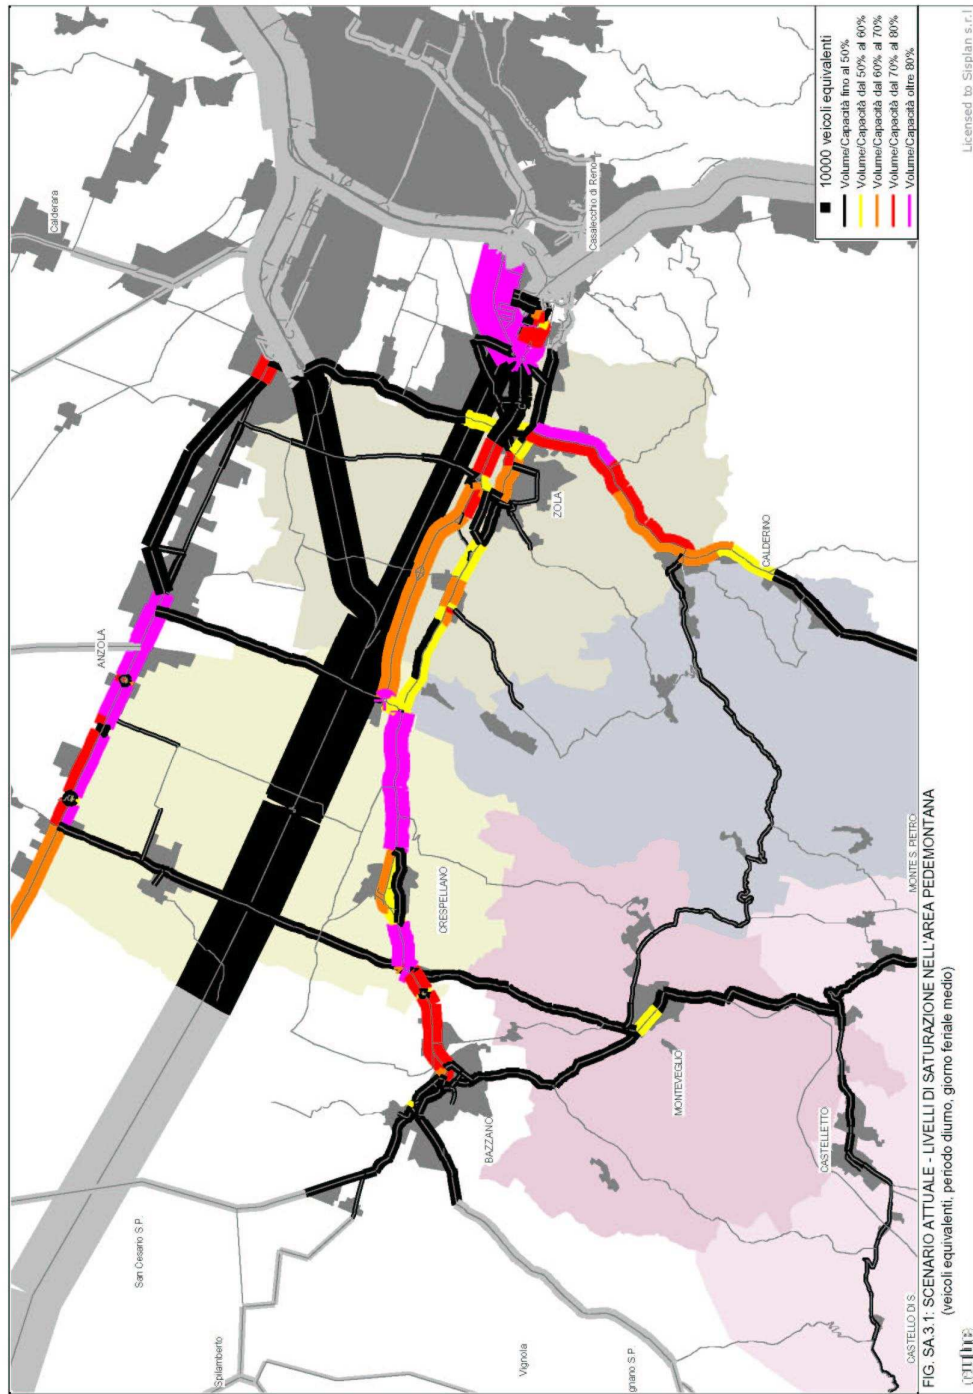 Calderara
Casalecchio di Reno
ANZOLA
ZOLA
CALDERINO
CRESPELLANO
MONTE S. PIETRO
BAZZANO
MONTEVEGLIO
CASTELLETTO
San Cesario S.P.
Spilamberto
Vignola
gnano S.P.
CASTELLO DI S.
10000 veicoli equivalenti
Volume/Capacità fino al 50%
Volume/Capacità dal 50% al 60%
Volume/Capacità dal 60% al 70%
Volume/Capacità dal 70% al 80%
Volume/Capacità oltre 80%
FIG. SA.3.1: SCENARIO ATTUALE - LIVELLI DI SATURAZIONE NELL'AREA PEDEMONTANA
(veicoli equivalenti, periodo diurno, giorno feriale medio)
Licensed to Sisplan s.r.l